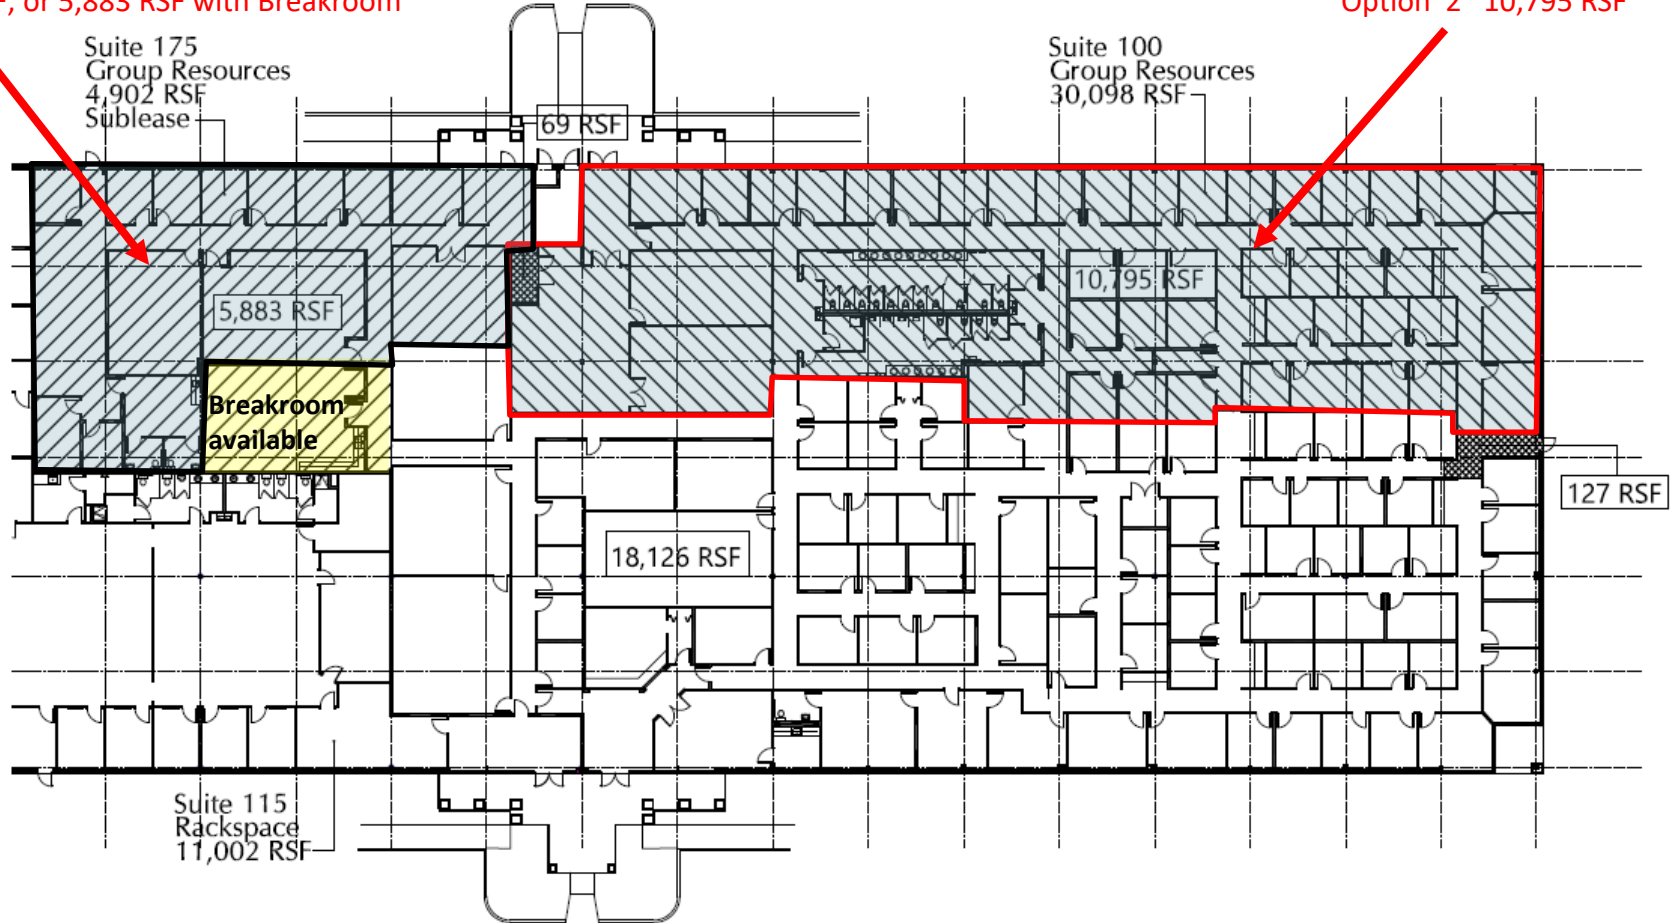 or 5,883 RSF with Breakroom
Option 2 10,795 RSF
Suite 175
Group Resources
4,902 RSF
Sublease
Suite 100
Group Resources
30,098 RSF
69 RSF
5,883 RSF
10,795 RSF
Breakroom
available
127 RSF
18,126 RSF
Suite 115
Rackspace
11,002 RSF